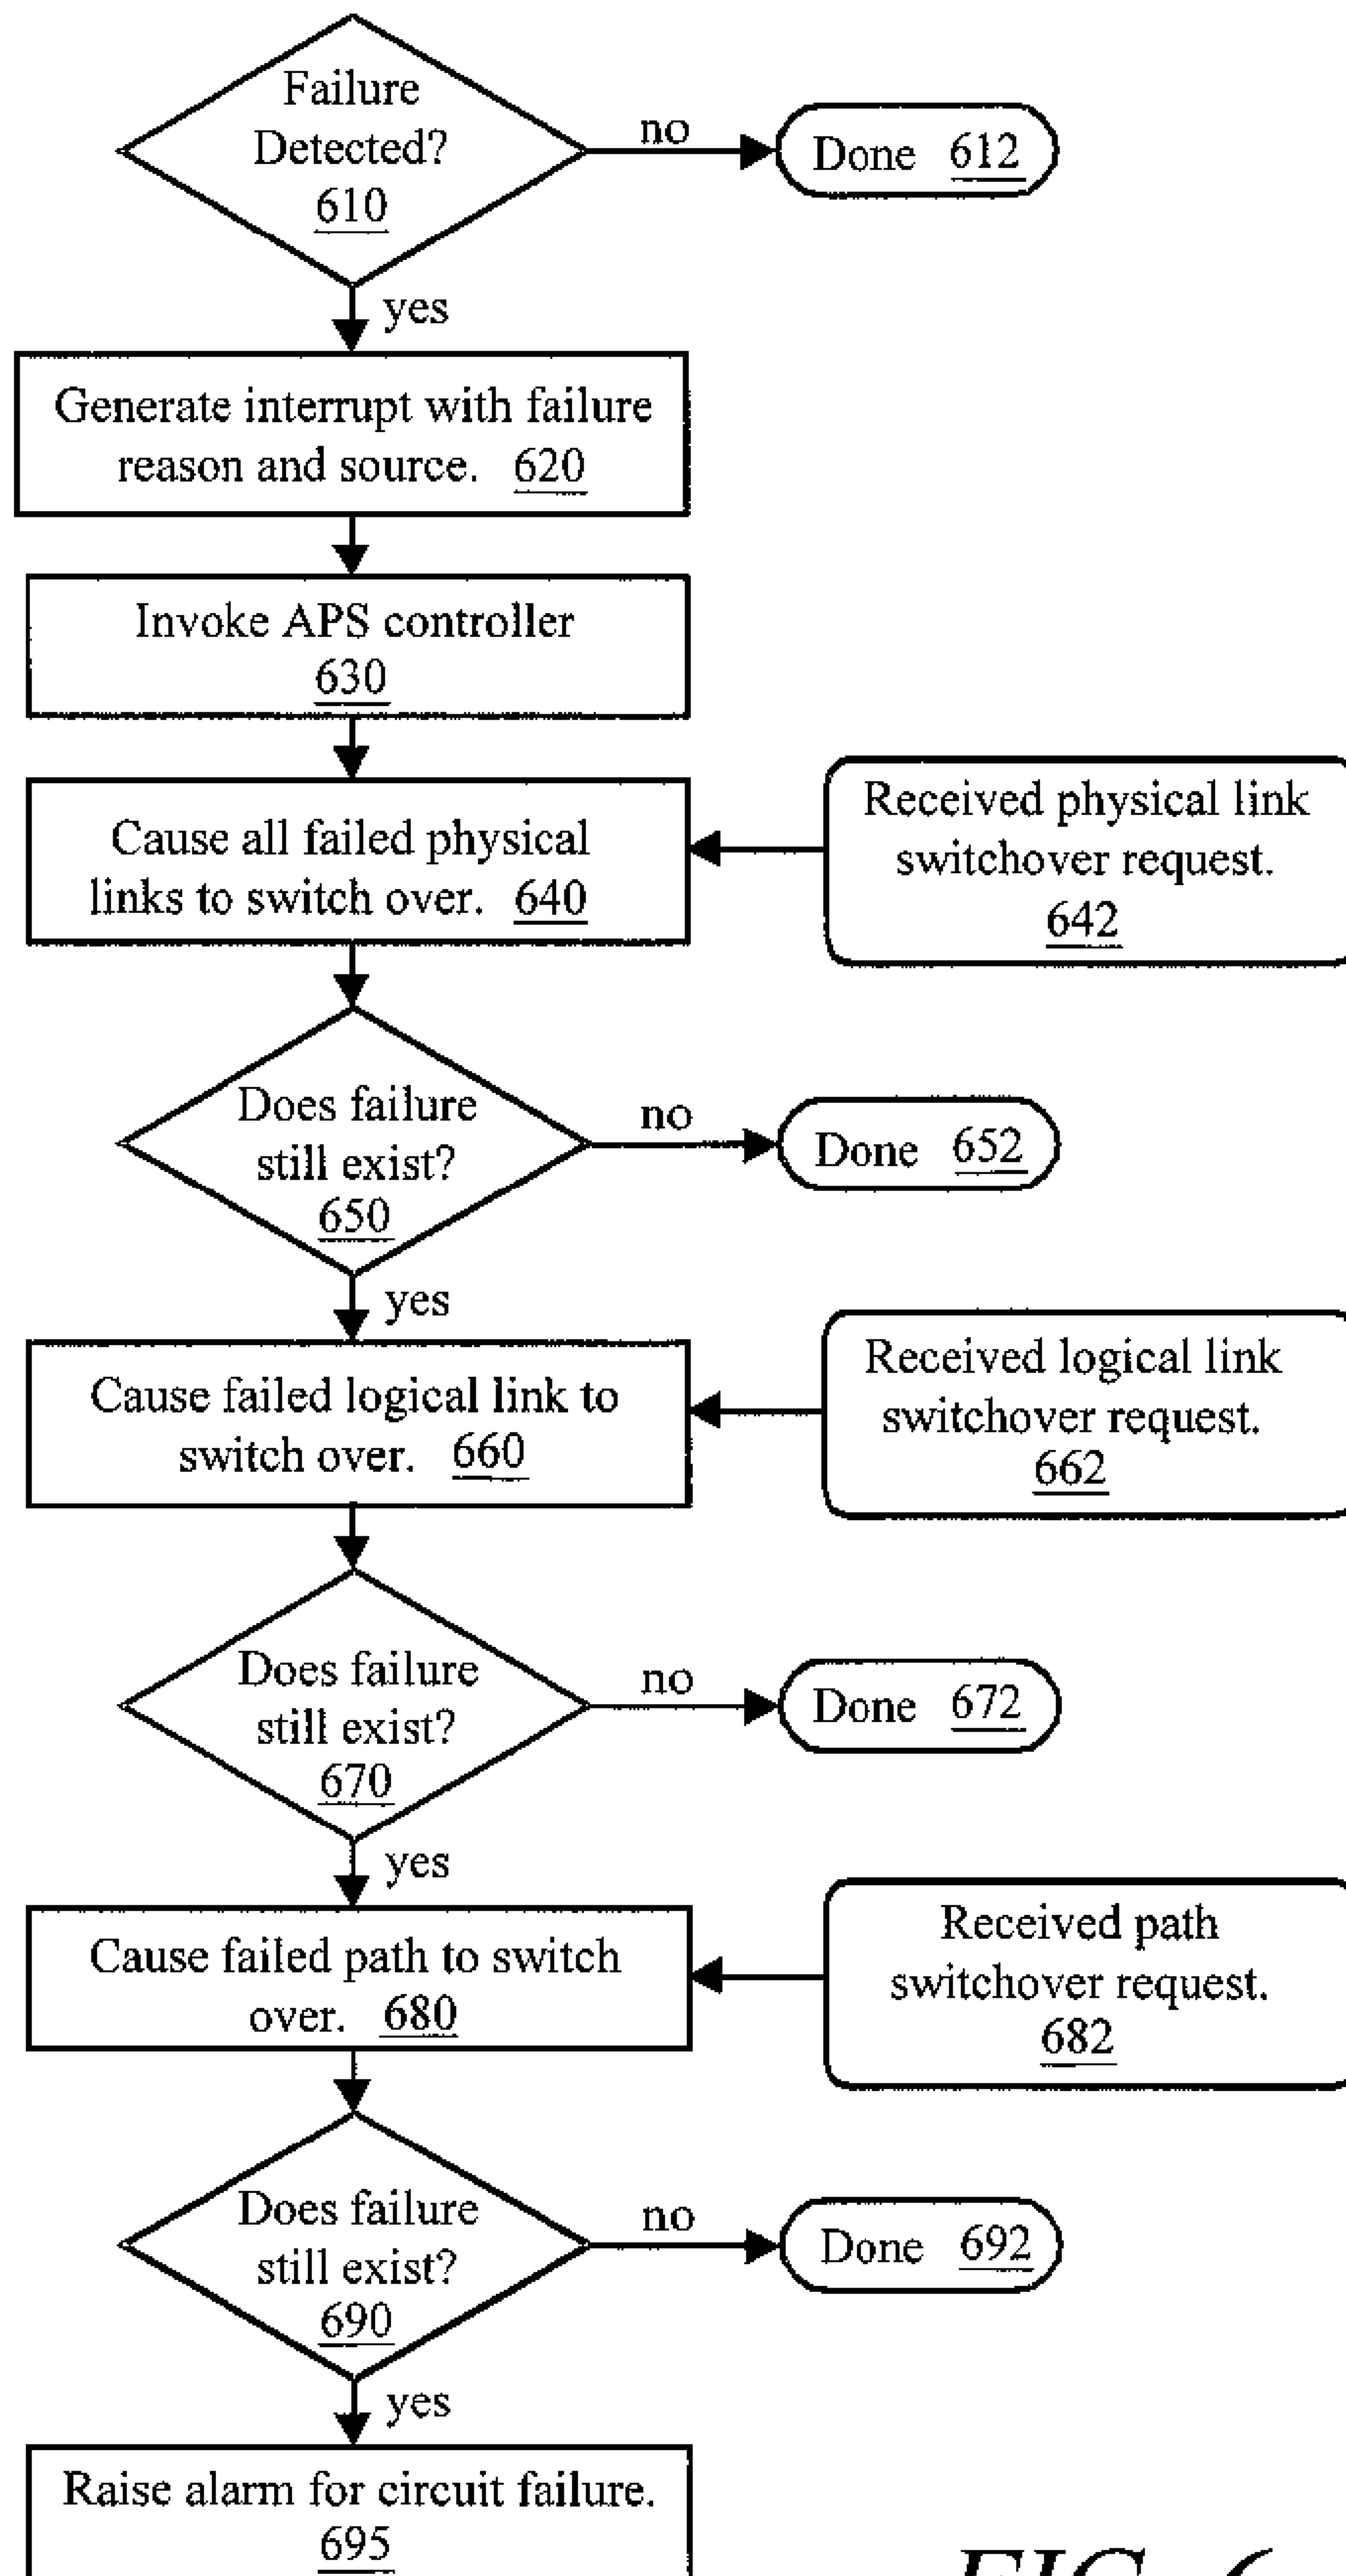 Failure
Detected?
610
no
Done 612
yes
Generate interrupt with failure
reason and source. 620
Invoke APS controller
630
Cause all failed physical
links to switch over. 640
Received physical link
switchover request.
642
Does failure
still exist?
650
no
Done 652
yes
Cause failed logical link to
switch over. 660
Received logical link
switchover request.
662
Does failure
still exist?
670
no
Done 672
yes
Cause failed path to switch
over. 680
Received path
switchover request.
682
Does failure
still exist?
690
no
Done 692
yes
Raise alarm for circuit failure.
695
FIG. 6